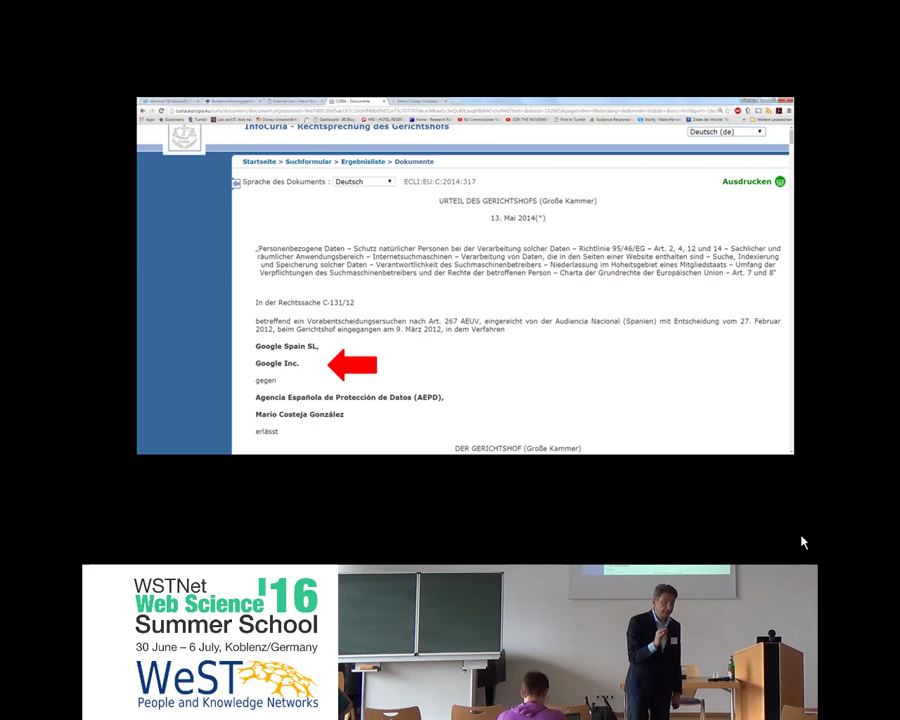 CURIA - Dokumente
InfoCuria - Rechtsprechung des Gerichtshofs
Deutsch (de)
Startseite > Suchformular > Ergebnisliste > Dokumente
Sprache des Dokuments : Deutsch ECLI:EU:C:2014:317 Ausdrucken
URTEIL DES GERICHTSHOFS (Große Kammer)
13. Mai 2014(*)
„Personenbezogene Daten – Schutz natürlicher Personen bei der Verarbeitung solcher Daten – Richtlinie 95/46/EG – Art. 2, 4, 12 und 14 – Sachlicher und
räumlicher Anwendungsbereich – Internetsuchmaschinen – Verarbeitung von Daten, die in den Seiten einer Website enthalten sind – Suche, Indexierung
und Speicherung solcher Daten – Verantwortlichkeit des Suchmaschinenbetreibers – Niederlassung im Hoheitsgebiet eines Mitgliedstaats – Umfang der
Verpflichtungen des Suchmaschinenbetreibers und der Rechte der betroffenen Person – Charta der Grundrechte der Europäischen Union – Art. 7 und 8“
In der Rechtssache C-131/12
betreffend ein Vorabentscheidungsersuchen nach Art. 267 AEUV, eingereicht von der Audiencia Nacional (Spanien) mit Entscheidung vom 27. Februar
2012, beim Gerichtshof eingegangen am 9. März 2012, in dem Verfahren
Google Spain SL,
Google Inc.
gegen
Agencia Española de Protección de Datos (AEPD),
Mario Costeja González
erlässt
DER GERICHTSHOF (Große Kammer)
WSTNet
Web Science '16
Summer School
30 June – 6 July, Koblenz/Germany
WeST
People and Knowledge Networks